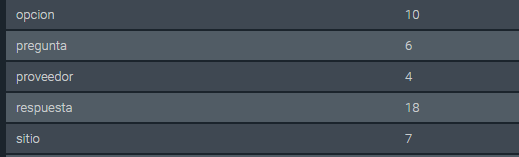 opcion 10
pregunta 6
proveedor 4
respuesta 18
sitio 7